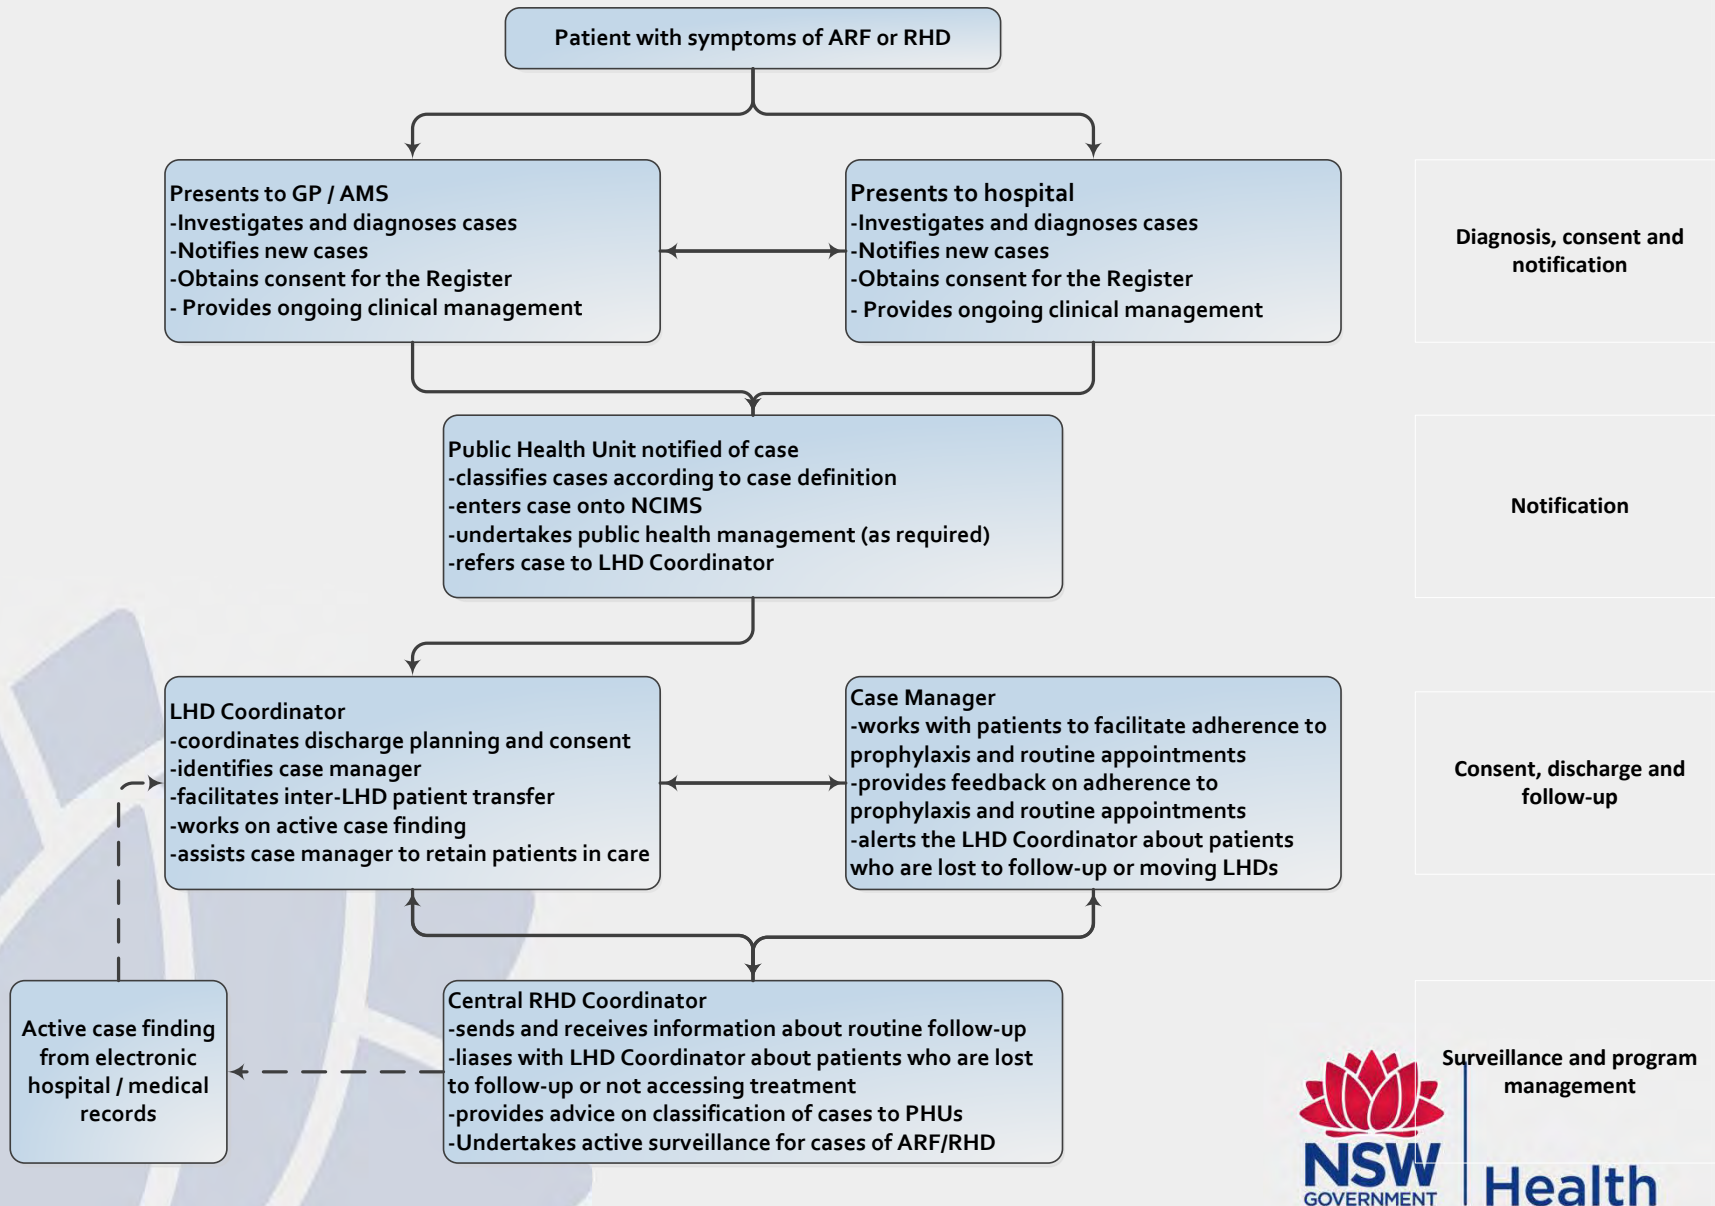 Patient with symptoms of ARF or RHD
Presents to GP / AMS
-Investigates and diagnoses cases
-Notifies new cases
-Obtains consent for the Register
- Provides ongoing clinical management
Presents to hospital
-Investigates and diagnoses cases
-Notifies new cases
-Obtains consent for the Register
- Provides ongoing clinical management
Diagnosis, consent and
notification
Public Health Unit notified of case
-classifies cases according to case definition
-enters case onto NCIMS
-undertakes public health management (as required)
-refers case to LHD Coordinator
Notification
LHD Coordinator
-coordinates discharge planning and consent
-identifies case manager
-facilitates inter-LHD patient transfer
-works on active case finding
-assists case manager to retain patients in care
Case Manager
-works with patients to facilitate adherence to
prophylaxis and routine appointments
-provides feedback on adherence to
prophylaxis and routine appointments
-alerts the LHD Coordinator about patients
who are lost to follow-up or moving LHDs
Consent, discharge and
follow-up
Active case finding
from electronic
hospital / medical
records
Central RHD Coordinator
-sends and receives information about routine follow-up
-liases with LHD Coordinator about patients who are lost
to follow-up or not accessing treatment
-provides advice on classification of cases to PHUs
-Undertakes active surveillance for cases of ARF/RHD
Surveillance and program
management
NSW
GOVERNMENT
Health